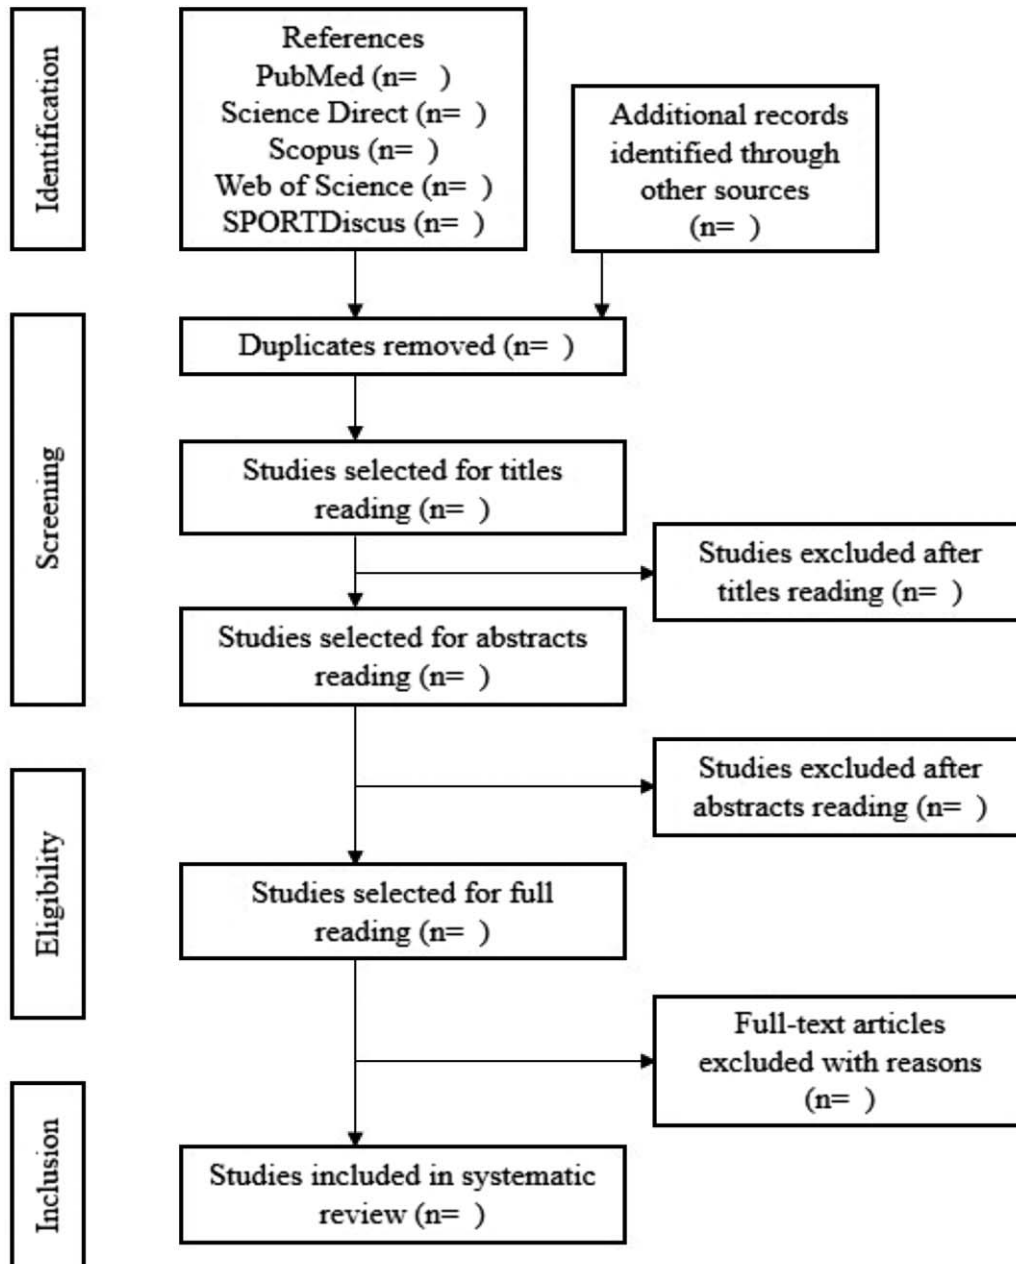 Identification
References
PubMed (n=   )
Science Direct (n=  )
Scopus (n=  )
Web of Science (n=  )
SPORTDiscus (n=  )
Additional records
identified through
other sources
(n=  )
Screening
Duplicates removed (n=  )
Studies selected for titles
reading (n=  )
Studies excluded after
titles reading (n=  )
Studies selected for abstracts
reading (n=  )
Studies excluded after
abstracts reading (n=  )
Eligibility
Studies selected for full
reading (n=  )
Full-text articles
excluded with reasons
(n=  )
Inclusion
Studies included in systematic
review (n=  )